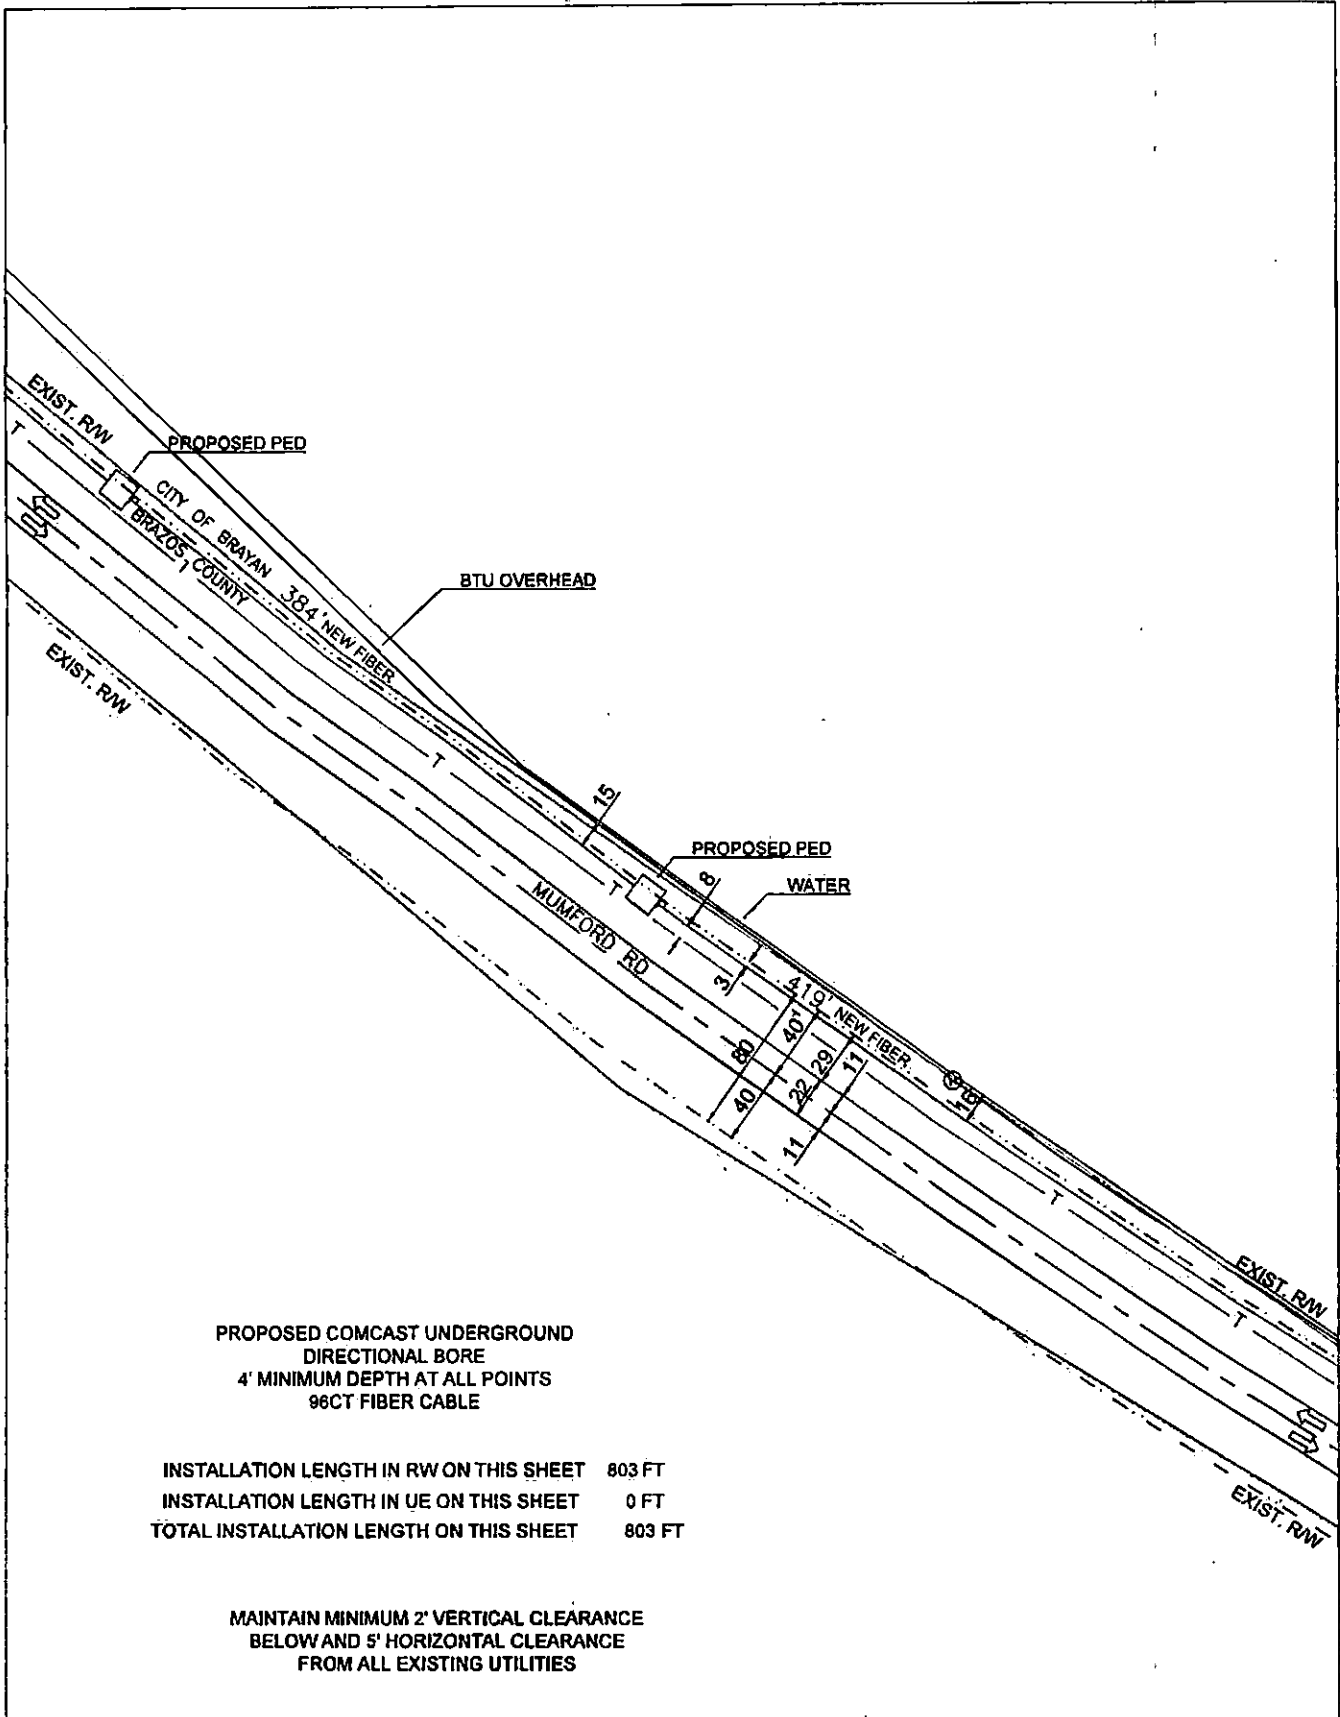 EXIST. R/W
T
PROPOSED PED
CITY OF BRAYAN
BRAZOS COUNTY
384' NEW FIBER
BTU OVERHEAD
EXIST. R/W
T
15
PROPOSED PED
8
WATER
T
P
MUMFORD RD
3
419' NEW FIBER
80
40'
40
22
29
11
11
16
T
EXIST. R/W
T
EXIST. R/W
PROPOSED COMCAST UNDERGROUND
DIRECTIONAL BORE
4' MINIMUM DEPTH AT ALL POINTS
96CT FIBER CABLE
INSTALLATION LENGTH IN RW ON THIS SHEET 803 FT
INSTALLATION LENGTH IN UE ON THIS SHEET 0 FT
TOTAL INSTALLATION LENGTH ON THIS SHEET 803 FT
MAINTAIN MINIMUM 2' VERTICAL CLEARANCE
BELOW AND 5' HORIZONTAL CLEARANCE
FROM ALL EXISTING UTILITIES